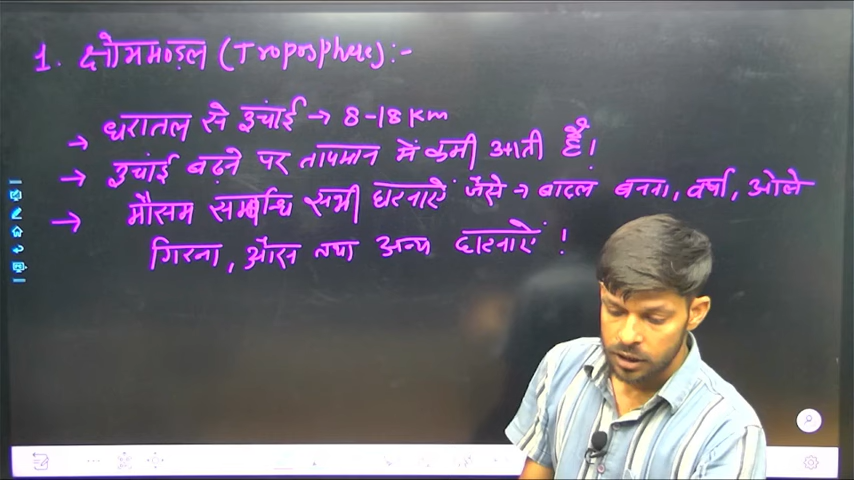 1. क्षोभमण्डल (Troposphere) :-
→ धरातल से उंचाई → 8-18 Km
→ उंचाई बढ़ने पर तापमान में कमी आती है!
→ मौसम सम्बन्धि सभी घटनाएं जैसे → बादल बनना, वर्षा, ओले
गिरना, ओस तथा अन्य घटनाएं !